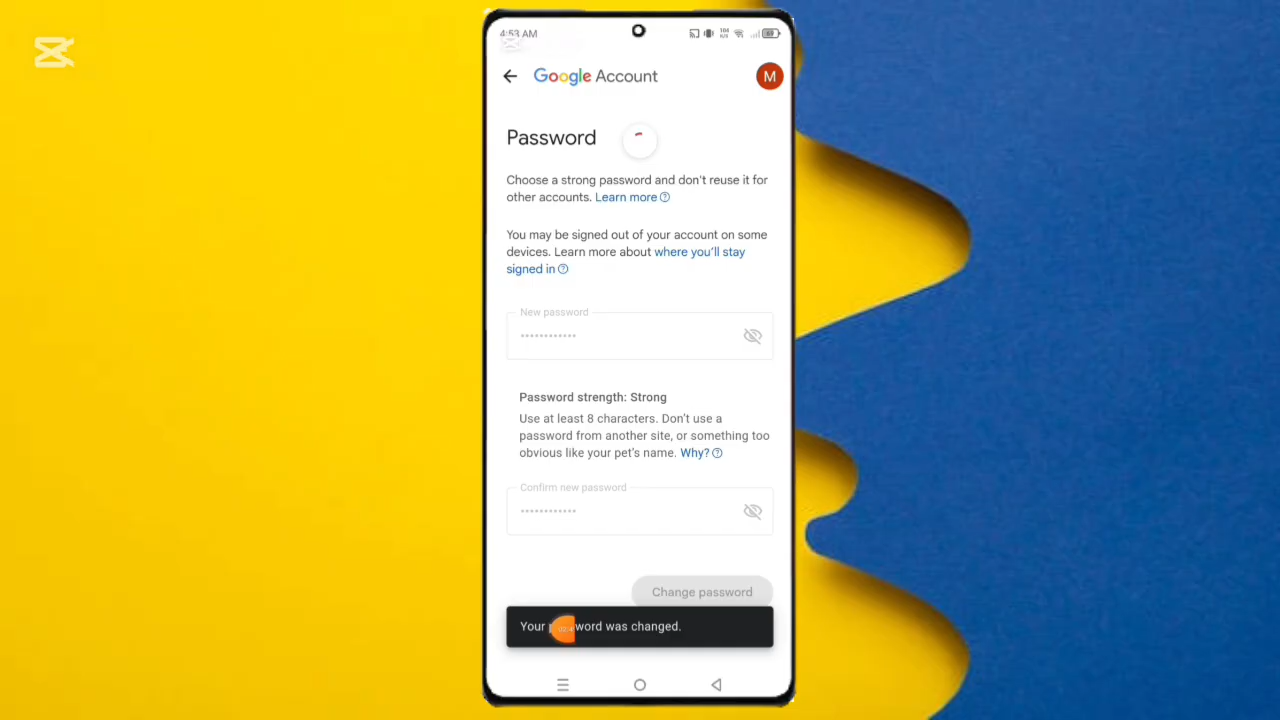 4:53 AM
Google Account
M
Password
Choose a strong password and don't reuse it for
other accounts. Learn more
You may be signed out of your account on some
devices. Learn more about where you'll stay
signed in
New password
Password strength: Strong
Use at least 8 characters. Don't use a
password from another site, or something too
obvious like your pet's name. Why?
Confirm new password
Change password
Your password was changed.